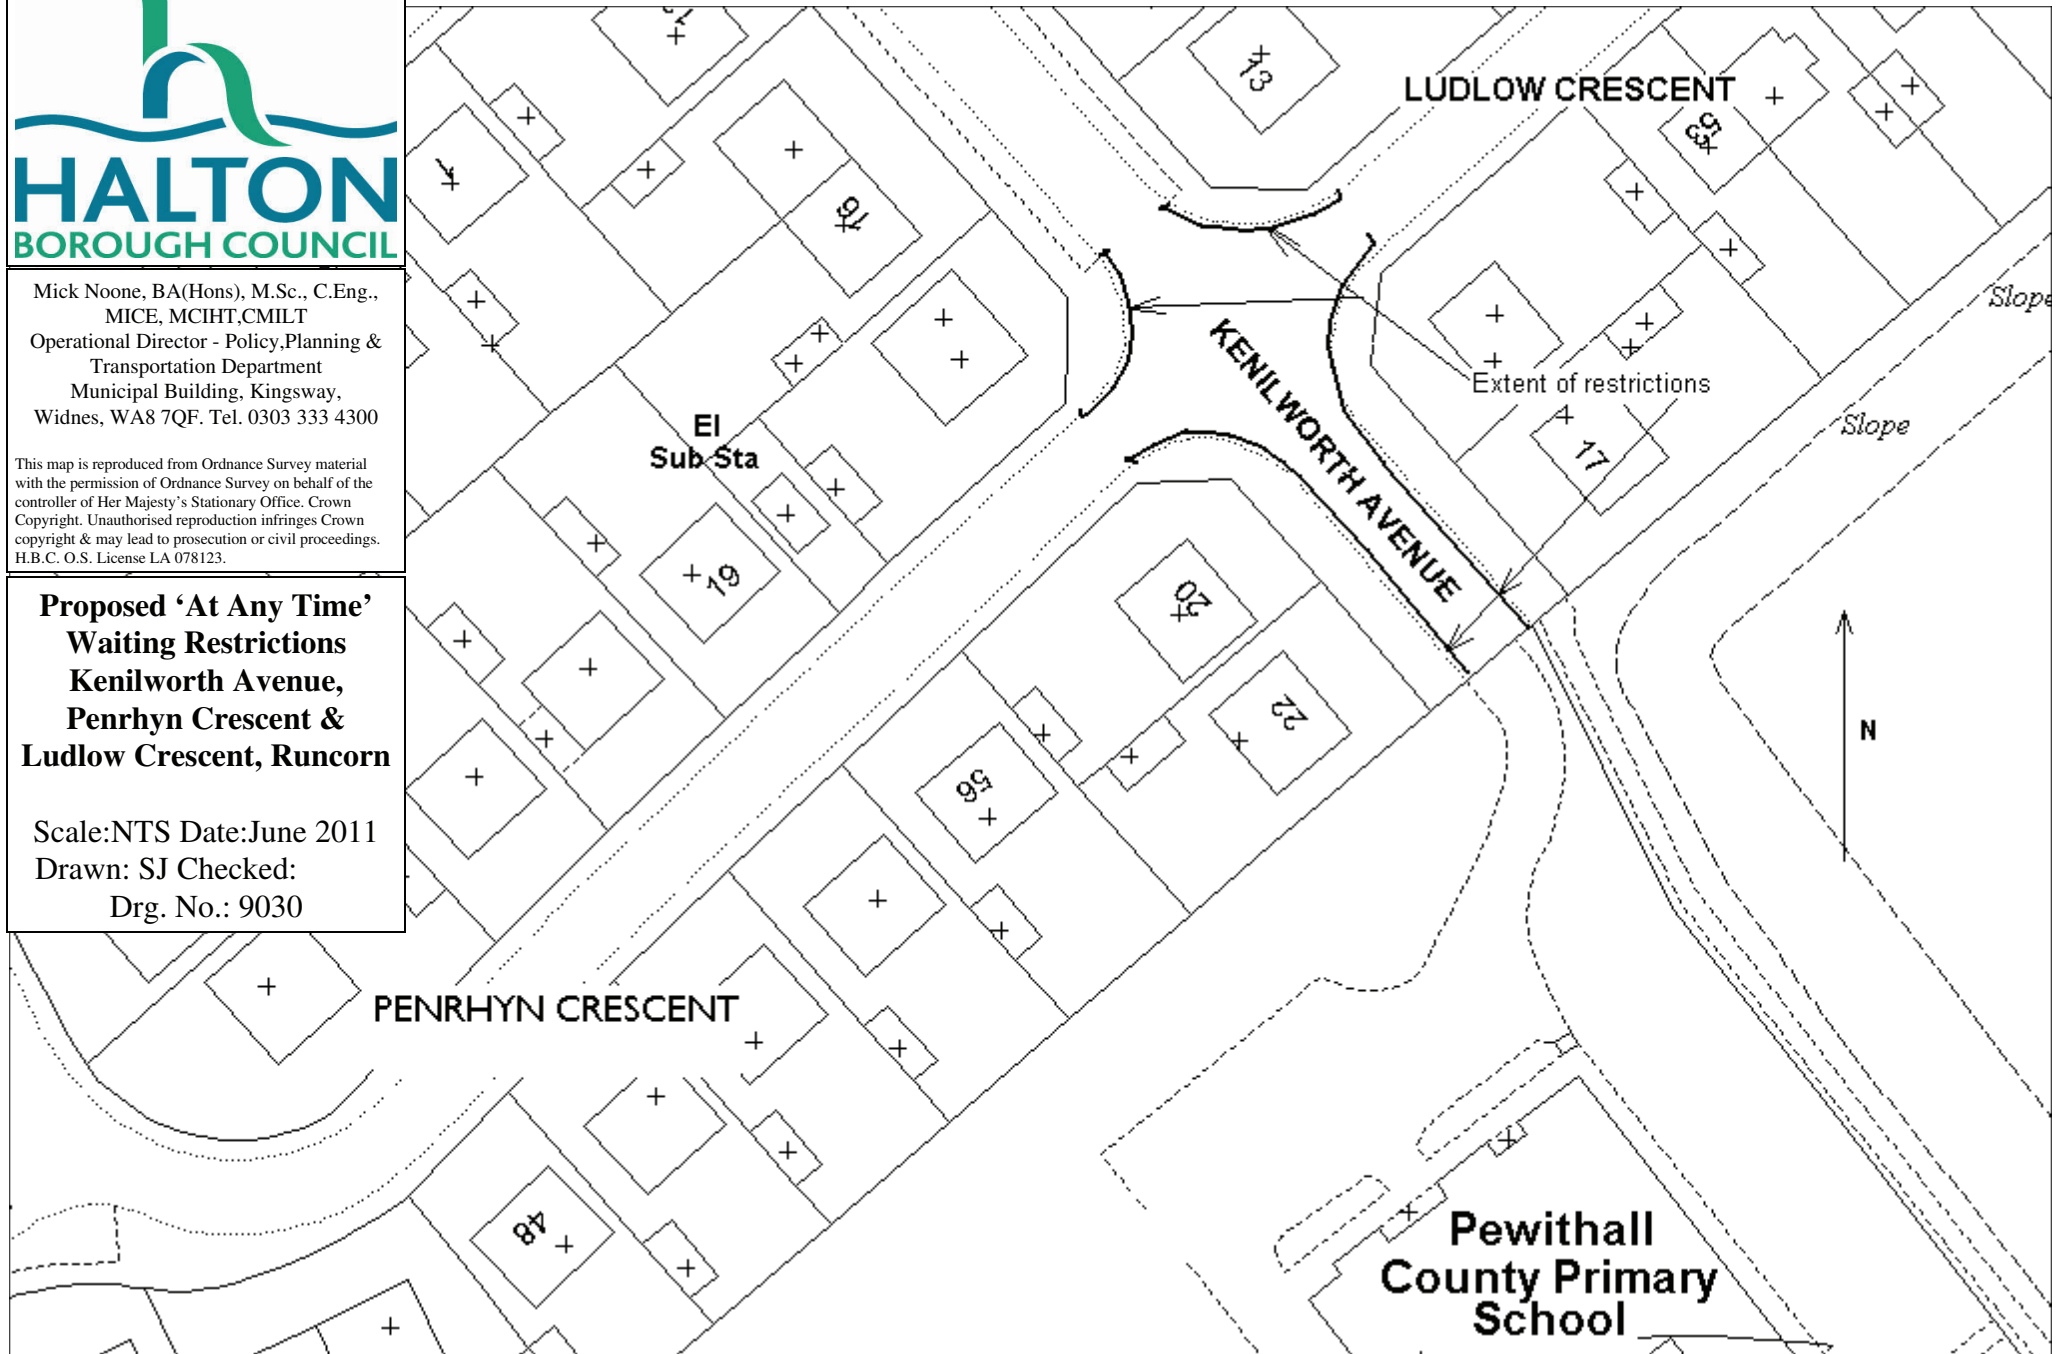 HALTON
BOROUGH COUNCIL
Mick Noone, BA(Hons), M.Sc., C.Eng.,
MICE, MCIHT,CMILT
Operational Director - Policy,Planning &
Transportation Department
Municipal Building, Kingsway,
Widnes, WA8 7QF. Tel. 0303 333 4300
This map is reproduced from Ordnance Survey material
with the permission of Ordnance Survey on behalf of the
controller of Her Majesty's Stationary Office. Crown
Copyright. Unauthorised reproduction infringes Crown
copyright & may lead to prosecution or civil proceedings.
H.B.C. O.S. License LA 078123.
Proposed 'At Any Time'
Waiting Restrictions
Kenilworth Avenue,
Penrhyn Crescent &
Ludlow Crescent, Runcorn
Scale:NTS Date:June 2011
Drawn: SJ Checked:
Drg. No.: 9030
13
LUDLOW CRESCENT
53
16
Slope
KENILWORTH AVENUE
Extent of restrictions
El
Sub Sta
17
Slope
19
20
22
N
56
PENRHYN CRESCENT
48
Pewithall
County Primary
School